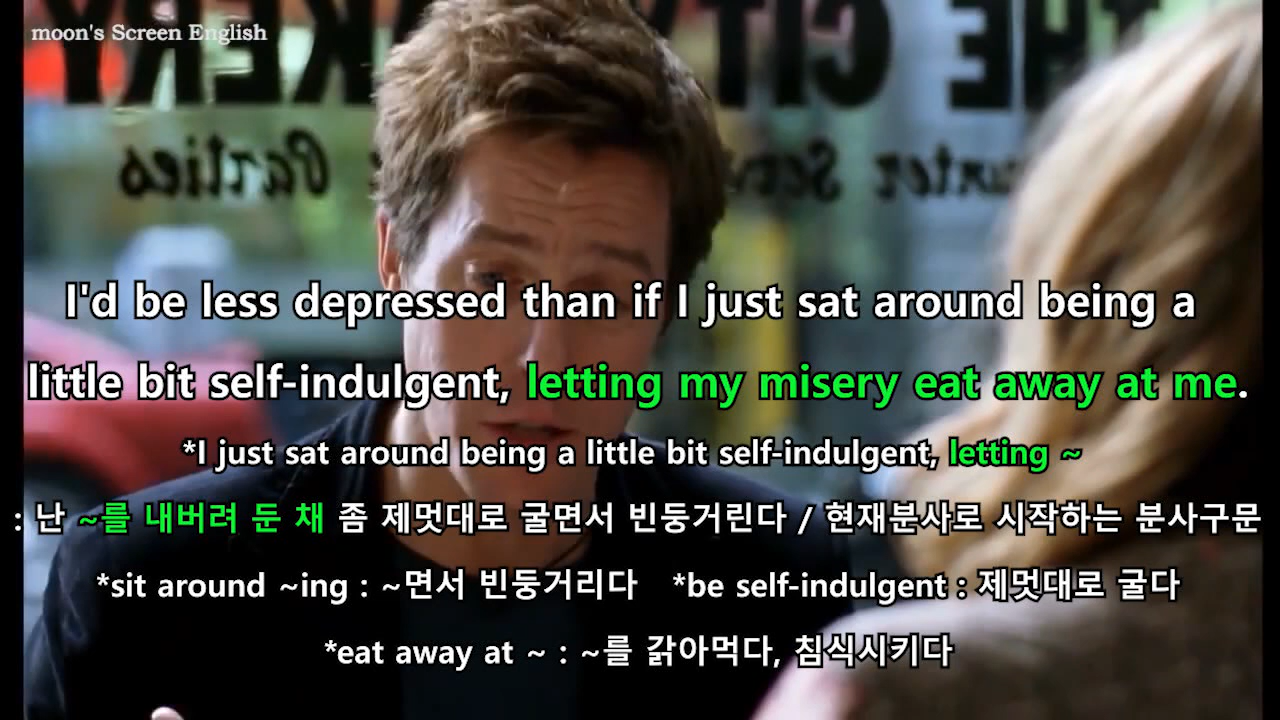 moon's Screen English
THE CITY BAKERY
Parties
I'd be less depressed than if I just sat around being a
little bit self-indulgent, letting my misery eat away at me.
*I just sat around being a little bit self-indulgent, letting ~
: 난 ~를 내버려 둔 채 좀 제멋대로 굴면서 빈둥거린다 / 현재분사로 시작하는 분사구문
*sit around ~ing : ~면서 빈둥거리다 *be self-indulgent : 제멋대로 굴다
*eat away at ~ : ~를 갉아먹다, 침식시키다